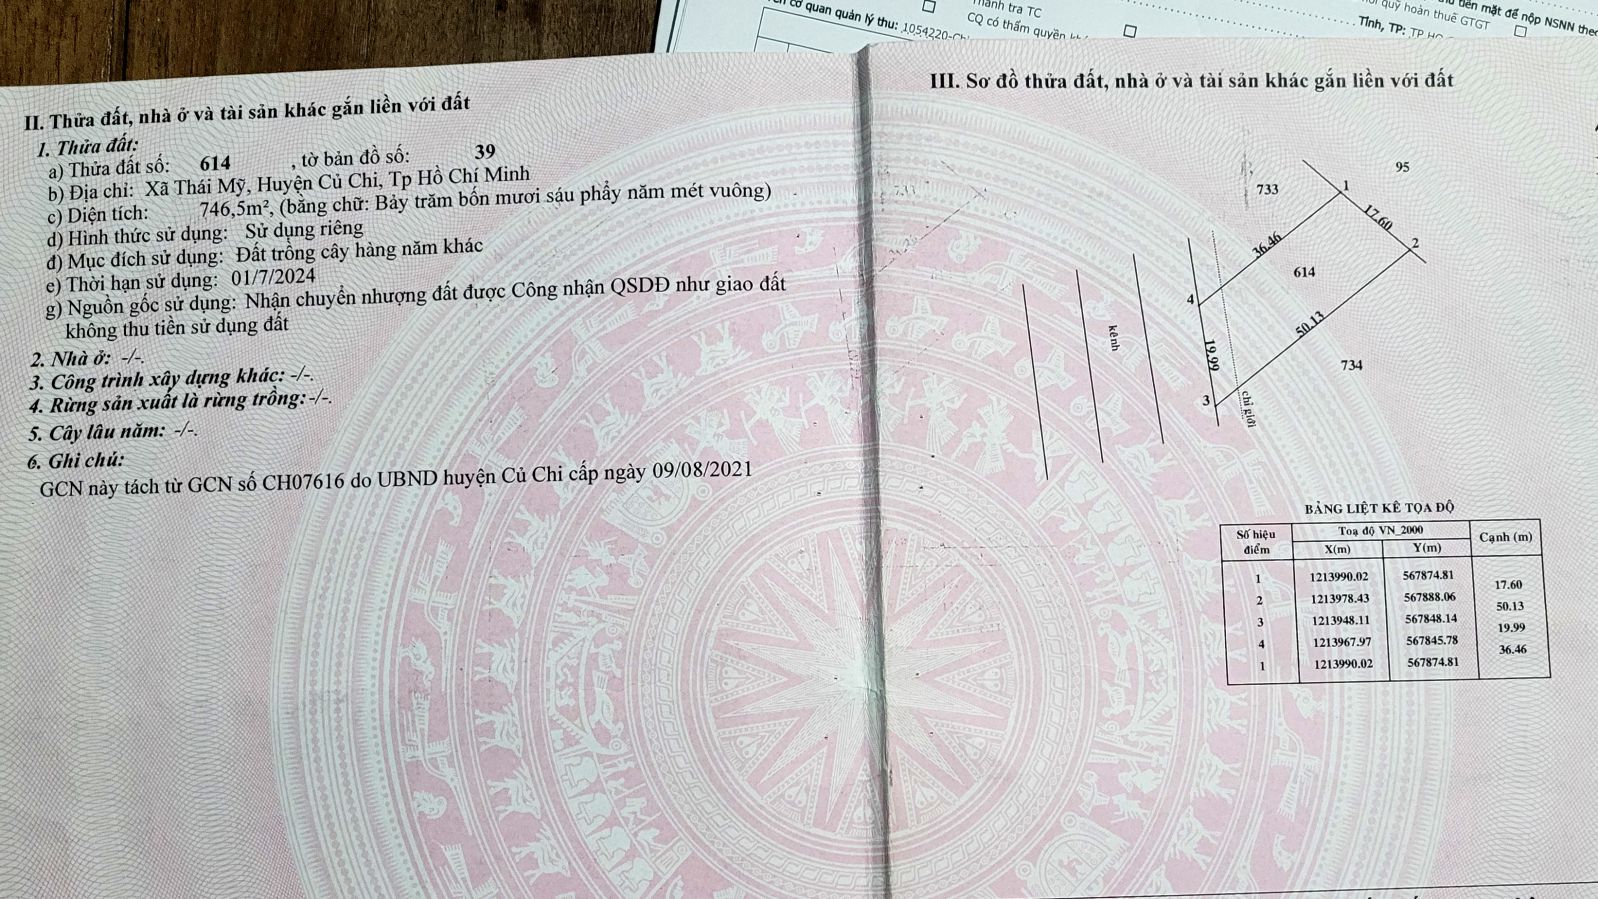 cơ quan quản lý thu: 1054220-Chi
Thanh tra TC
CQ có thẩm quyền
quỹ hoàn thuế GTGT
tiền mặt để nộp NSNN theo
Tỉnh, TP: TP
II. Thửa đất, nhà ở và tài sản khác gắn liền với đất
1. Thửa đất:
a) Thửa đất số: 614 , tờ bản đồ số: 39
b) Địa chỉ: Xã Thái Mỹ, Huyện Củ Chi, Tp Hồ Chí Minh
c) Diện tích: 746,5m², (bằng chữ: Bảy trăm bốn mươi sáu phẩy năm mét vuông)
d) Hình thức sử dụng: Sử dụng riêng
đ) Mục đích sử dụng: Đất trồng cây hàng năm khác
e) Thời hạn sử dụng: 01/7/2024
g) Nguồn gốc sử dụng: Nhận chuyển nhượng đất được Công nhận QSDĐ như giao đất
không thu tiền sử dụng đất
2. Nhà ở: -/-.
3. Công trình xây dựng khác: -/-.
4. Rừng sản xuất là rừng trồng: -/-.
5. Cây lâu năm: -/-.
6. Ghi chú:
GCN này tách từ GCN số CH07616 do UBND huyện Củ Chi cấp ngày 09/08/2021
III. Sơ đồ thửa đất, nhà ở và tài sản khác gắn liền với đất
95
733
1
17.60
2
36.46
614
4
50.13
kênh
19.99
734
3
chỉ giới
BẢNG LIỆT KÊ TỌA ĐỘ
Số hiệu điểm Toạ độ VN_2000 Cạnh (m)
X(m) Y(m)
1 1213990.02 567874.81
17.60
2 1213978.43 567888.06
50.13
3 1213948.11 567848.14
19.99
4 1213967.97 567845.78
36.46
1 1213990.02 567874.81